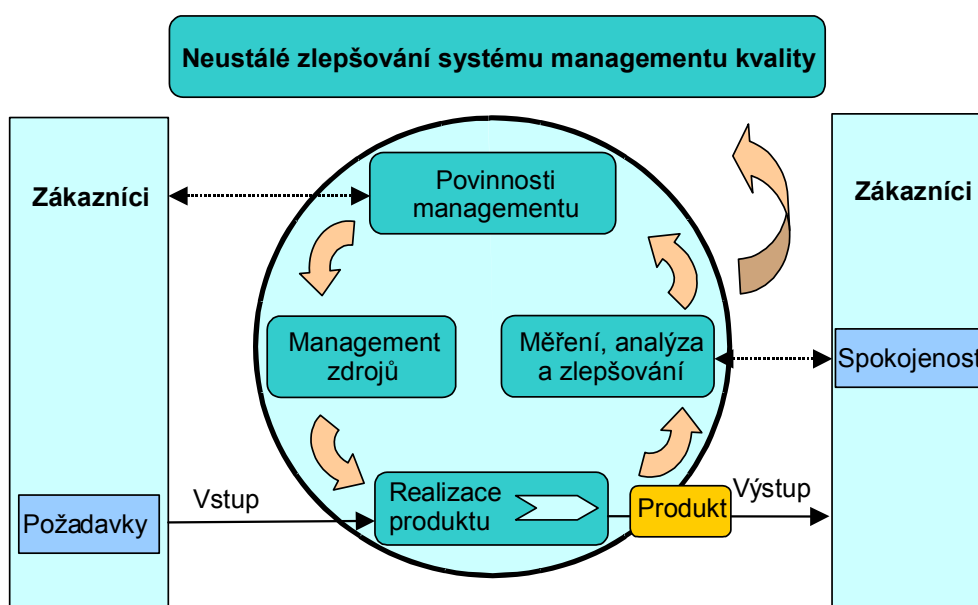 Neustálé zlepšování systému managementu kvality
Zákazníci
Povinnosti
managementu
Zákazníci
Management
zdrojů
Měření, analýza
a zlepšování
Spokojenost
Požadavky
Vstup
Realizace
produktu
Produkt
Výstup